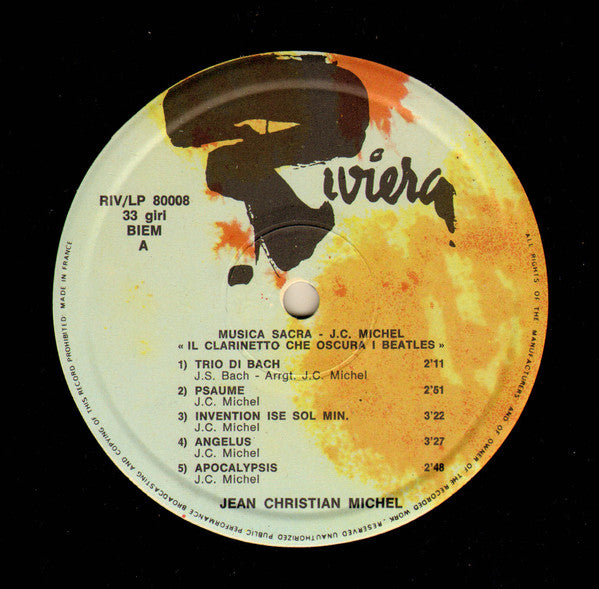 Riviera
RIV/LP 80008
33 giri
BIEM
A
MUSICA SACRA - J.C. MICHEL
« IL CLARINETTO CHE OSCURA I BEATLES »
1) TRIO DI BACH 2'11
J.S. Bach - Arrgt. J.C. Michel
2) PSAUME 2'51
J.C. Michel
3) INVENTION ISE SOL MIN. 3'22
J.C. Michel
4) ANGELUS 3'27
J.C. Michel
5) APOCALYPSIS 2'48
J.C. Michel
JEAN CHRISTIAN MICHEL
ALL RIGHTS OF THE MANUFACTURERS AND OF OWNER OF THE RECORDED WORK . RESERVED UNAUTHORIZED PUBLIC PERFORMANCE BROADCASTING AND COPYING OF THIS RECORD PROHIBITED
MADE IN FRANCE